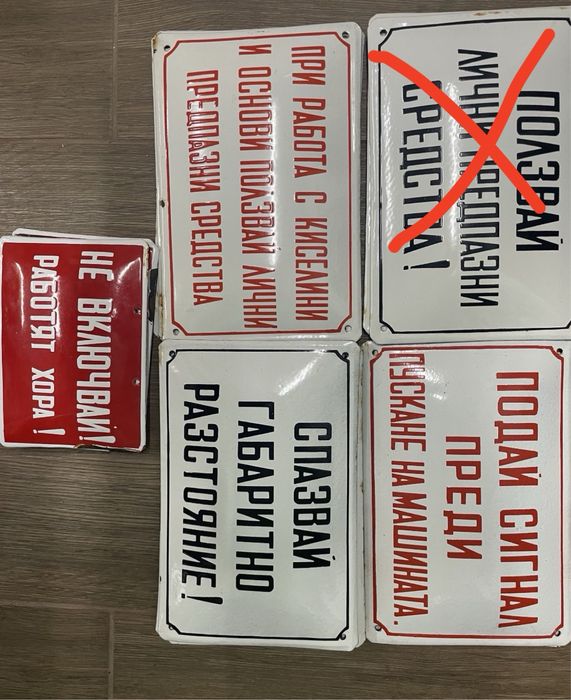 ПРИ РАБОТА С КИСЕЛИНИ
И ОСНОВИ ПОЛЗВАЙ ЛИЧНИ
ПРЕДПАЗНИ СРЕДСТВА
ПОЛЗВАЙ
ЛИЧНИ ПРЕДПАЗНИ
СРЕДСТВА!
НЕ ВКЛЮЧВАЙ!
РАБОТЯТ ХОРА!
СПАЗВАЙ
ГАБАРИТНО
РАЗСТОЯНИЕ!
ПОДАЙ СИГНАЛ
ПРЕДИ
ПУСКАНЕ НА МАШИНАТА.